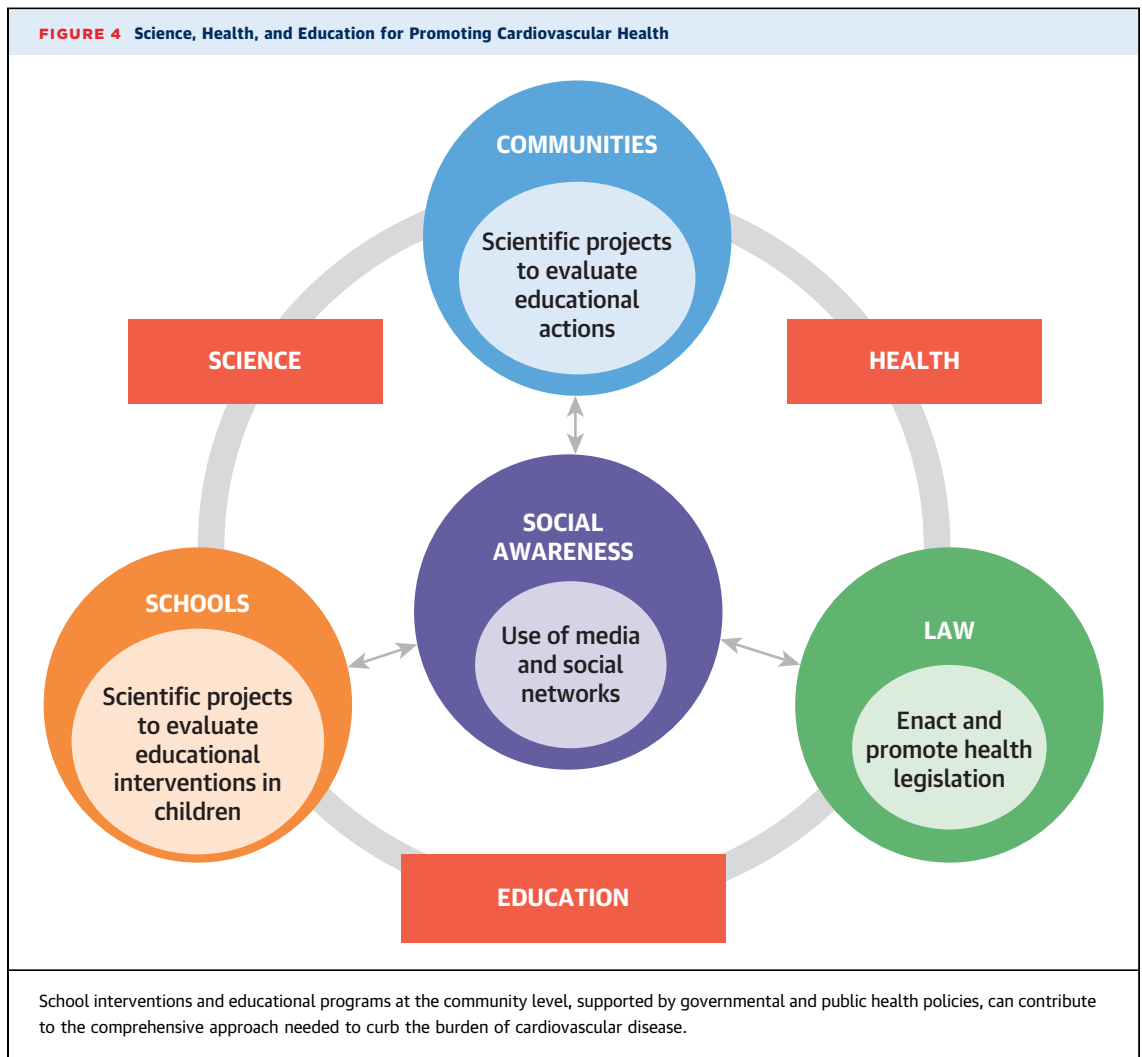 FIGURE 4 Science, Health, and Education for Promoting Cardiovascular Health
COMMUNITIES
Scientific projects
to evaluate
educational
actions
SCIENCE
HEALTH
SOCIAL
AWARENESS
Use of media
and social
networks
SCHOOLS
Scientific projects
to evaluate
educational
interventions in
children
LAW
Enact and
promote health
legislation
EDUCATION
School interventions and educational programs at the community level, supported by governmental and public health policies, can contribute
to the comprehensive approach needed to curb the burden of cardiovascular disease.